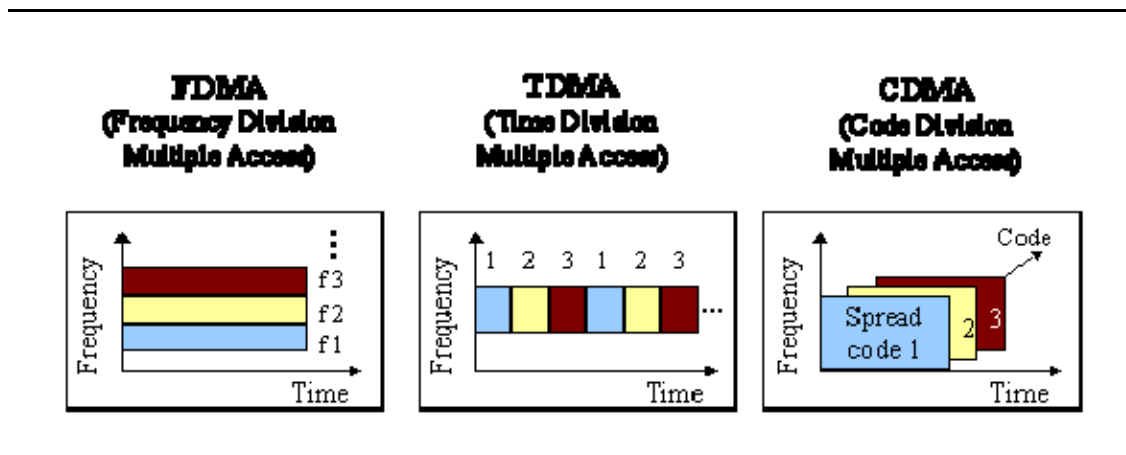 FDMA
(Frequency Division
Multiple Access)
TDMA
(Time Division
Multiple Access)
CDMA
(Code Division
Multiple Access)
Frequency
⋮
f3
f2
f1
Time
Frequency
1 2 3 1 2 3
...
Time
Frequency
Code
Spread
code 1
2
3
Time